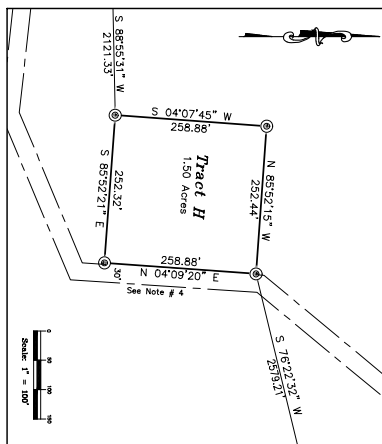 S 88°55'31" W
2121.33'
S 04°07'45" W
258.88'
N 85°52'15" W
252.44'
Tract H
1.50 Acres
252.32'
S 85°52'21" E
258.88'
N 04°09'20" E
30'
See Note # 4
S 76°22'32" W
2579.21'
0 50 100 150
Scale: 1" = 100'